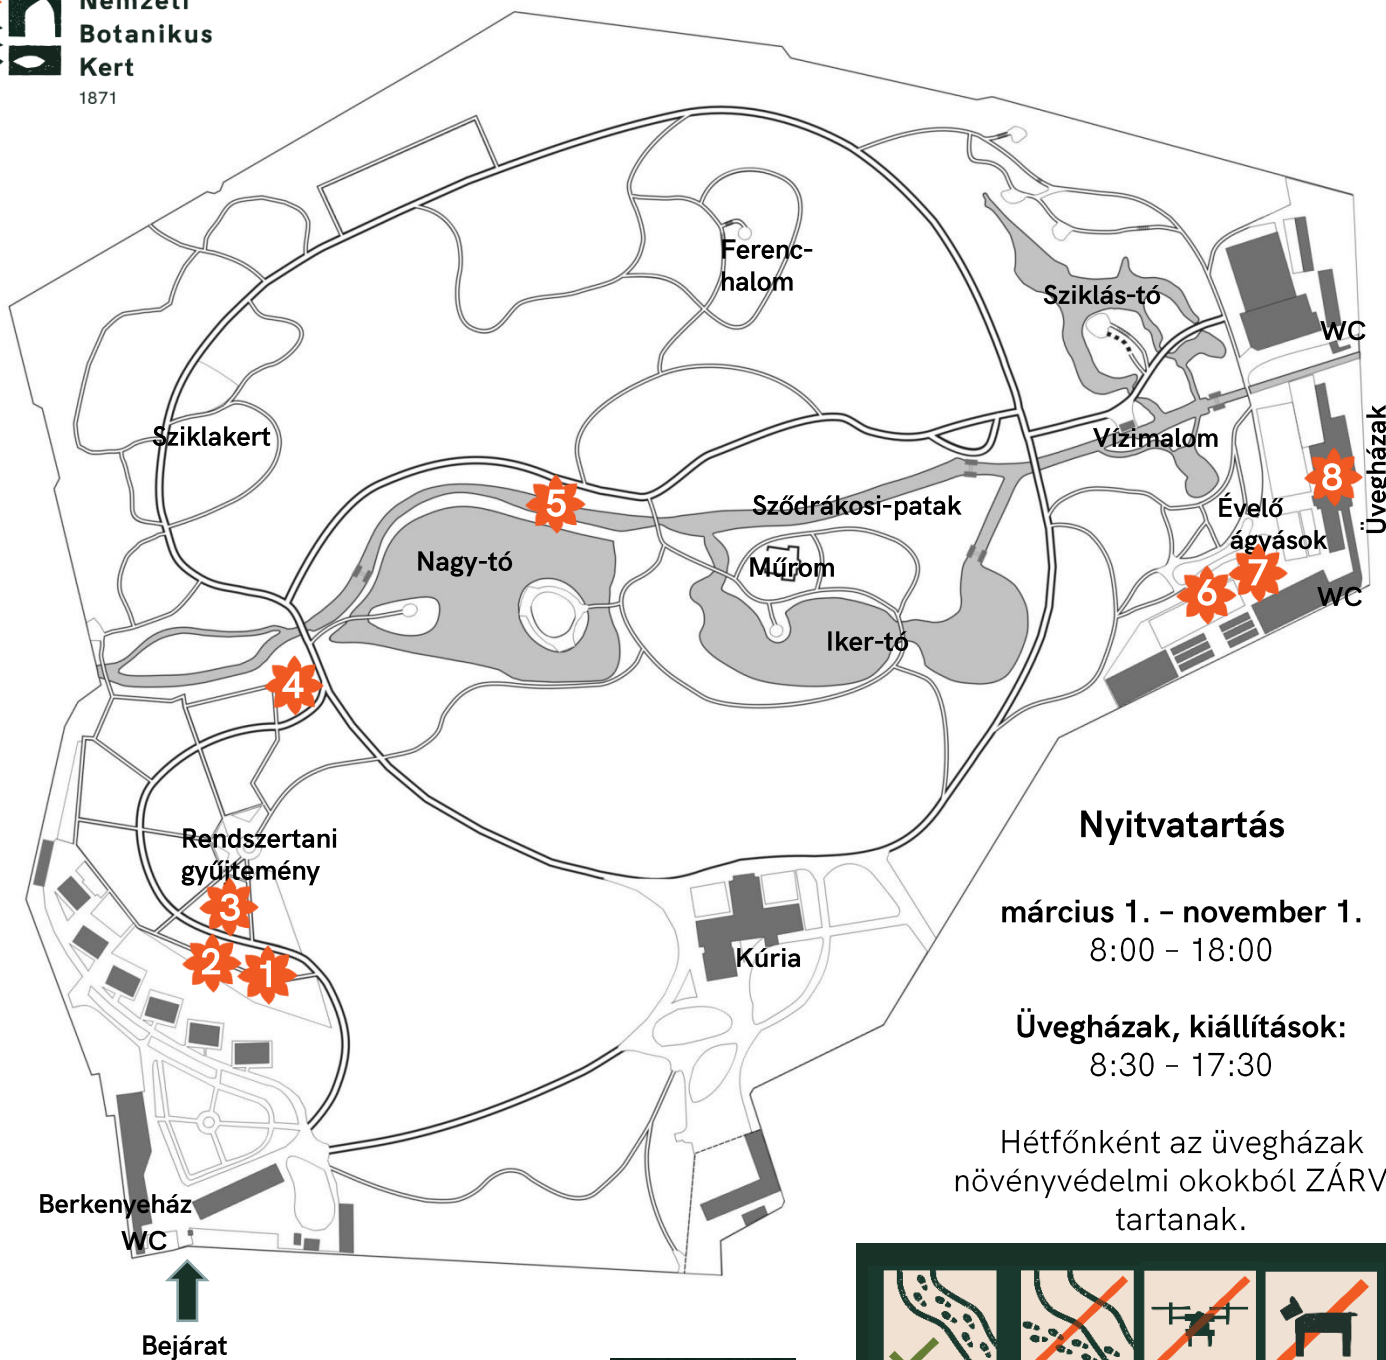 Nemzeti
Botanikus
Kert
1871
Ferenc-
halom
Sziklás-tó
WC
Sziklakert
Vízimalom
Üvegházak
8
5
Sződrákosi-patak
Évelő
ágyások
Nagy-tó
Műrom
7
6
WC
Iker-tó
4
Rendszertani
gyűjtemény
3
2
1
Kúria
Berkenyeház
WC
Bejárat
Nyitvatartás
március 1. – november 1.
8:00 – 18:00
Üvegházak, kiállítások:
8:30 – 17:30
Hétfőnként az üvegházak
növényvédelmi okokból ZÁRV
tartanak.